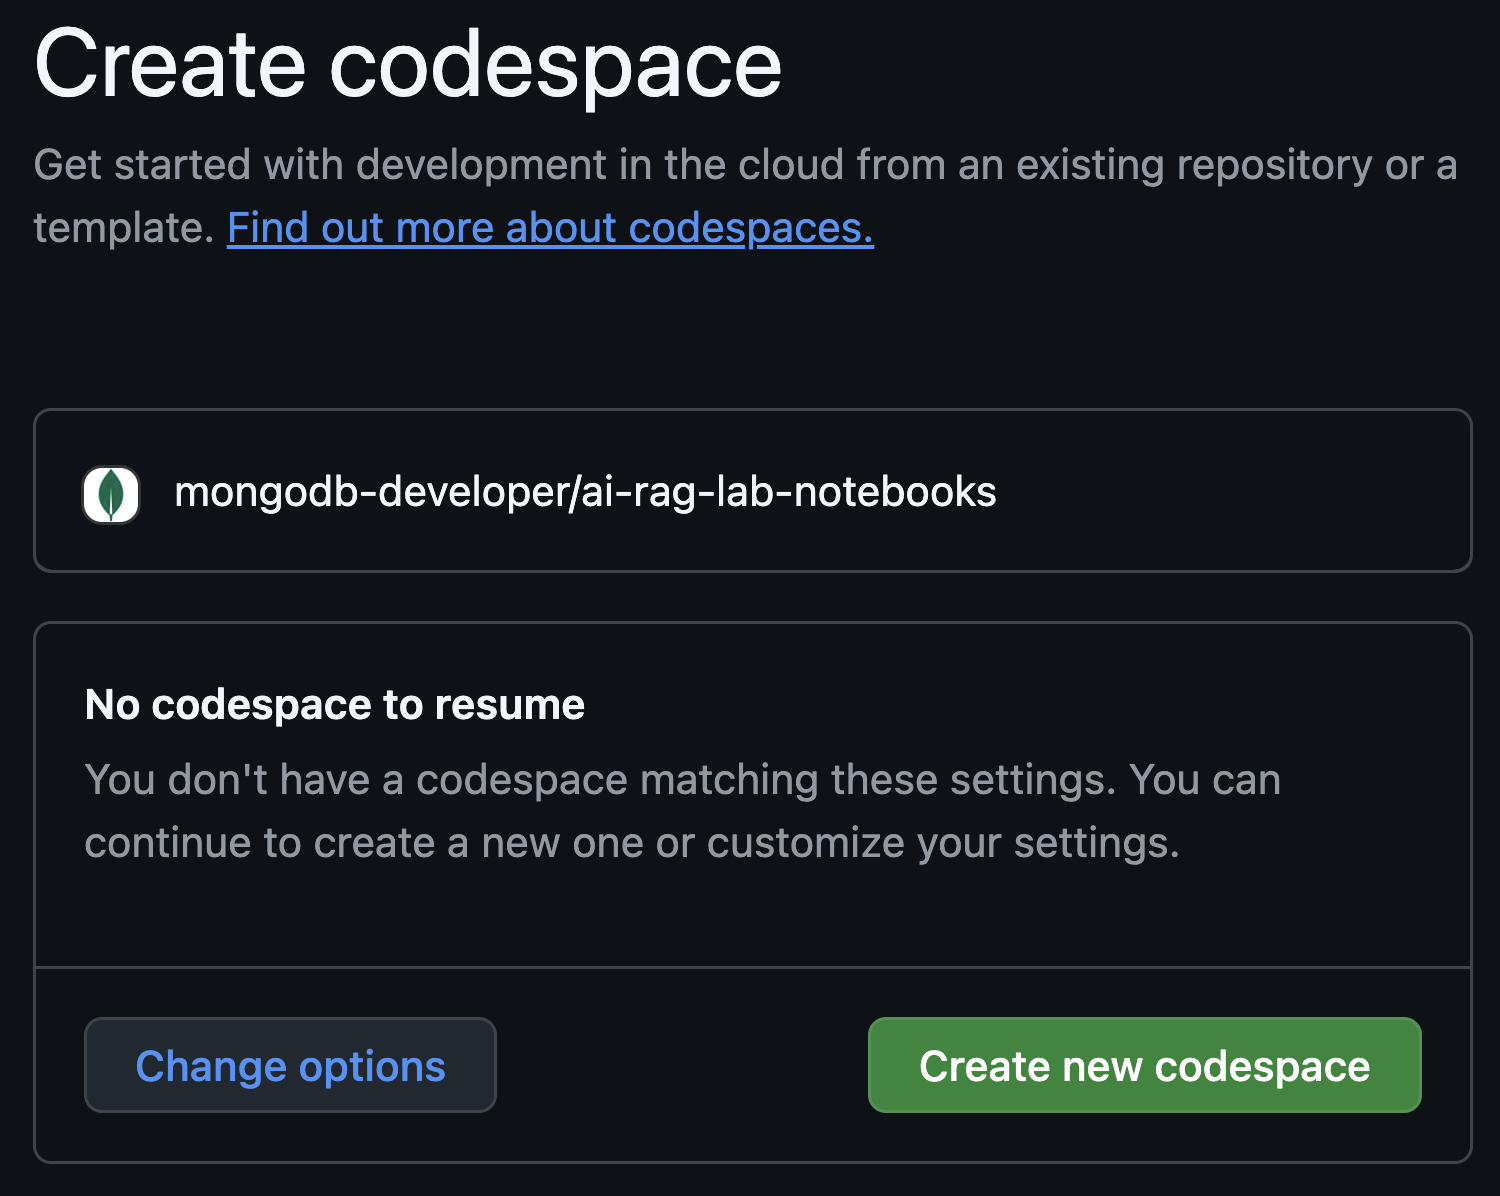 Create codespace
Get started with development in the cloud from an existing repository or a
template. Find out more about codespaces.
mongodb-developer/ai-rag-lab-notebooks
No codespace to resume
You don't have a codespace matching these settings. You can
continue to create a new one or customize your settings.
Change options
Create new codespace